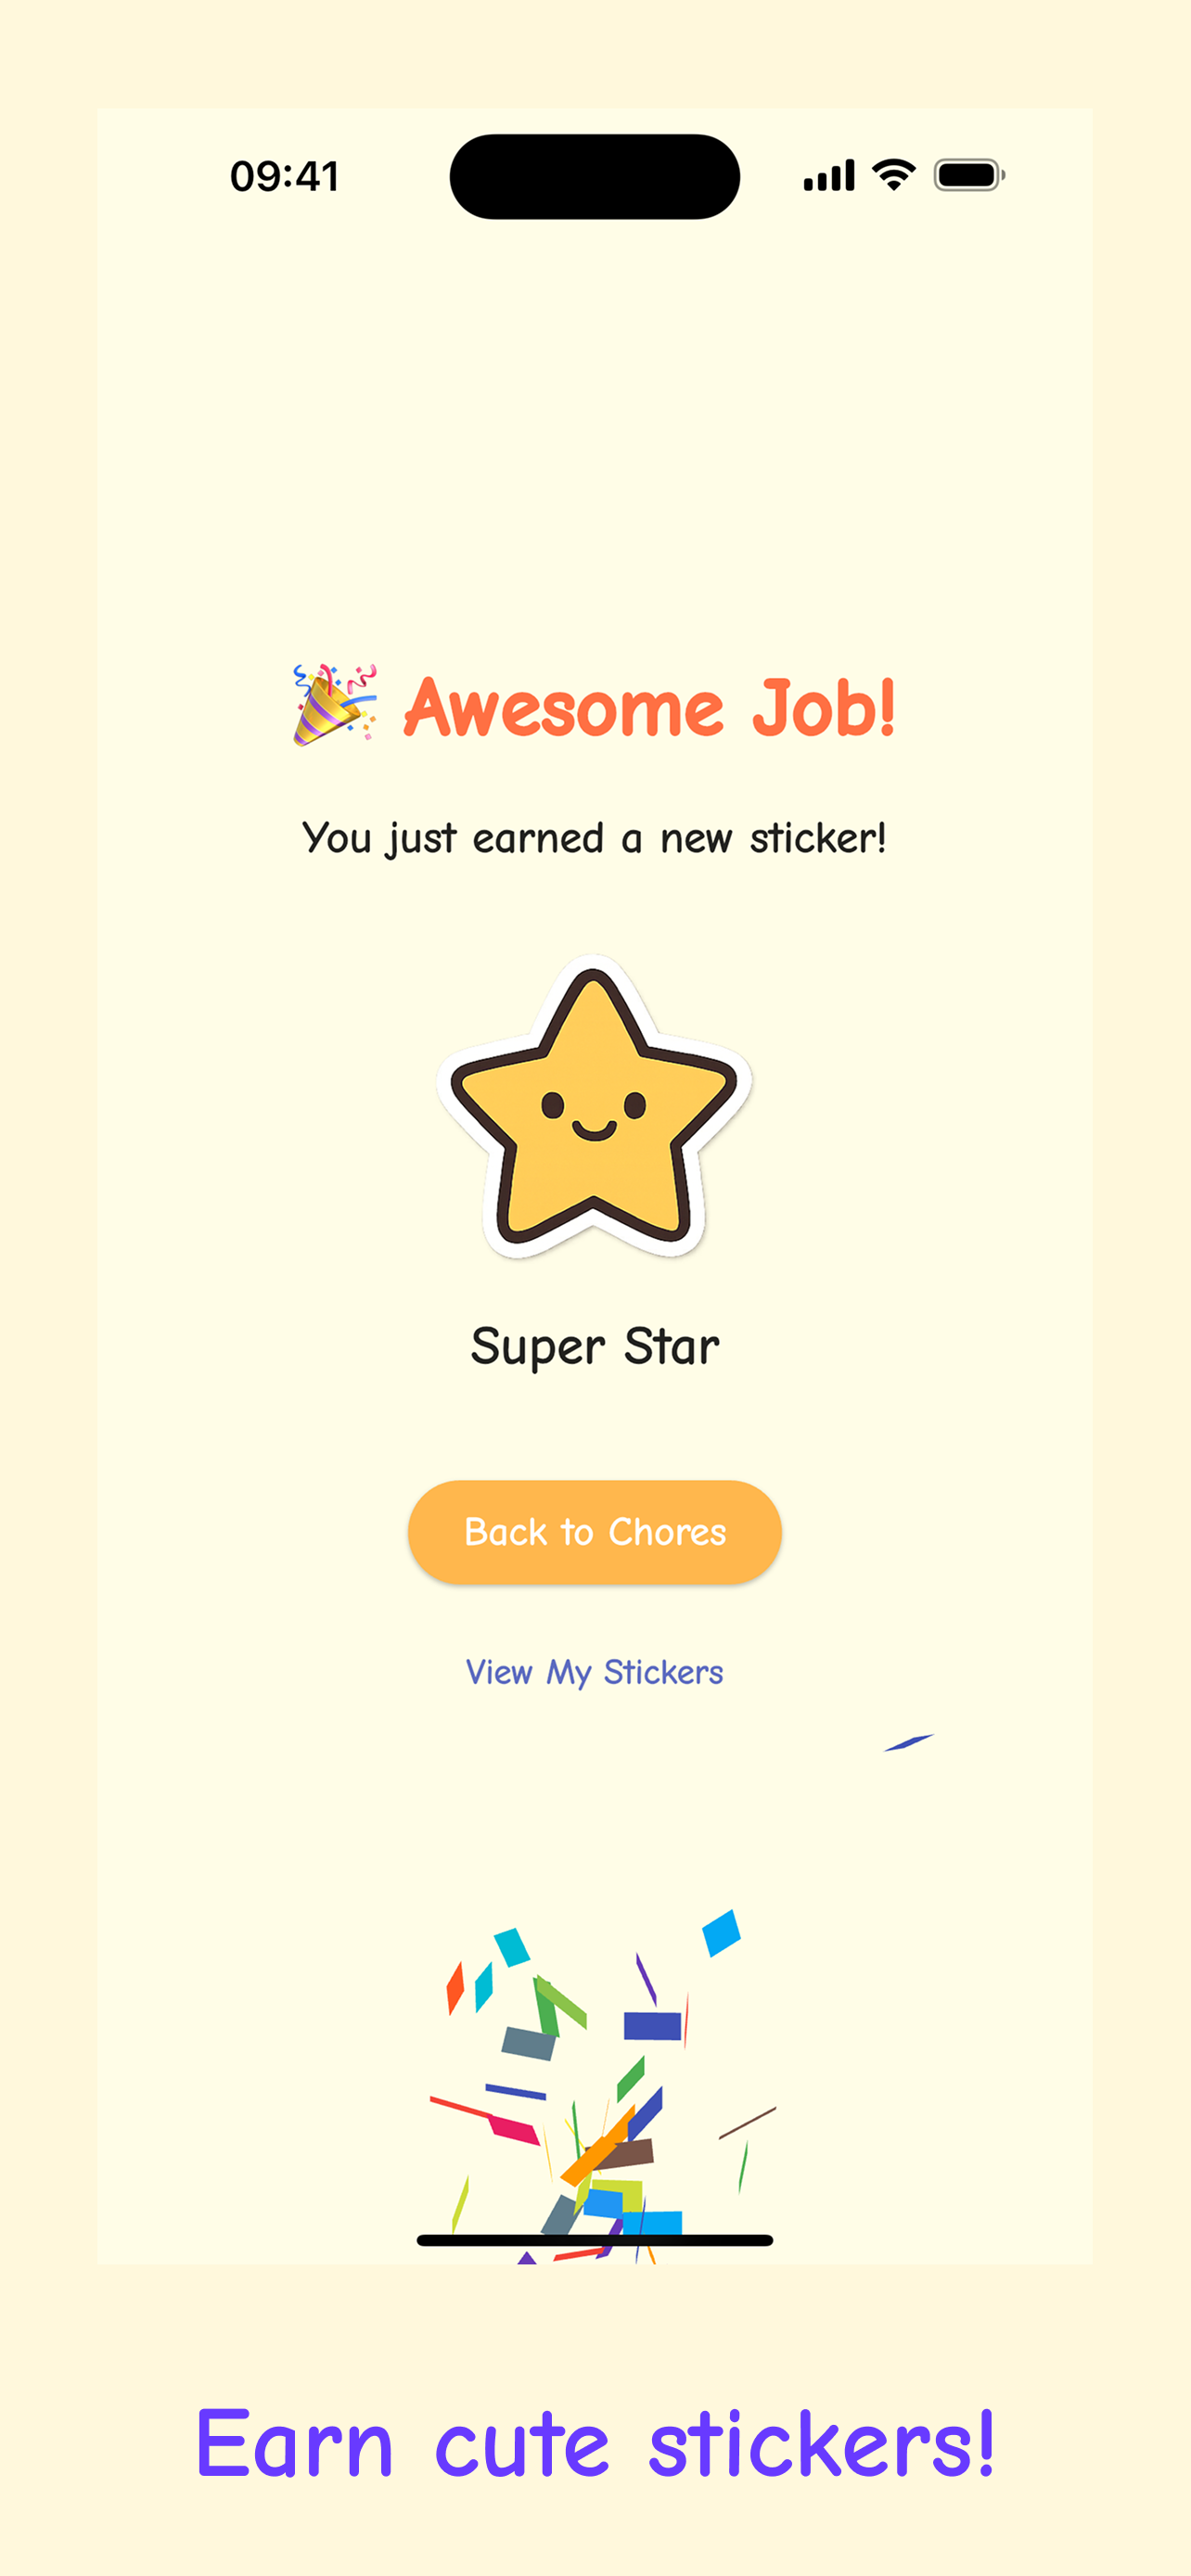 09:41
🎉 Awesome Job!
You just earned a new sticker!
Super Star
Back to Chores
View My Stickers
Earn cute stickers!